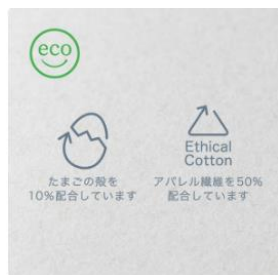 eco
たまごの殻を
10%配合しています
Ethical
Cotton
アパレル繊維を50%
配合しています